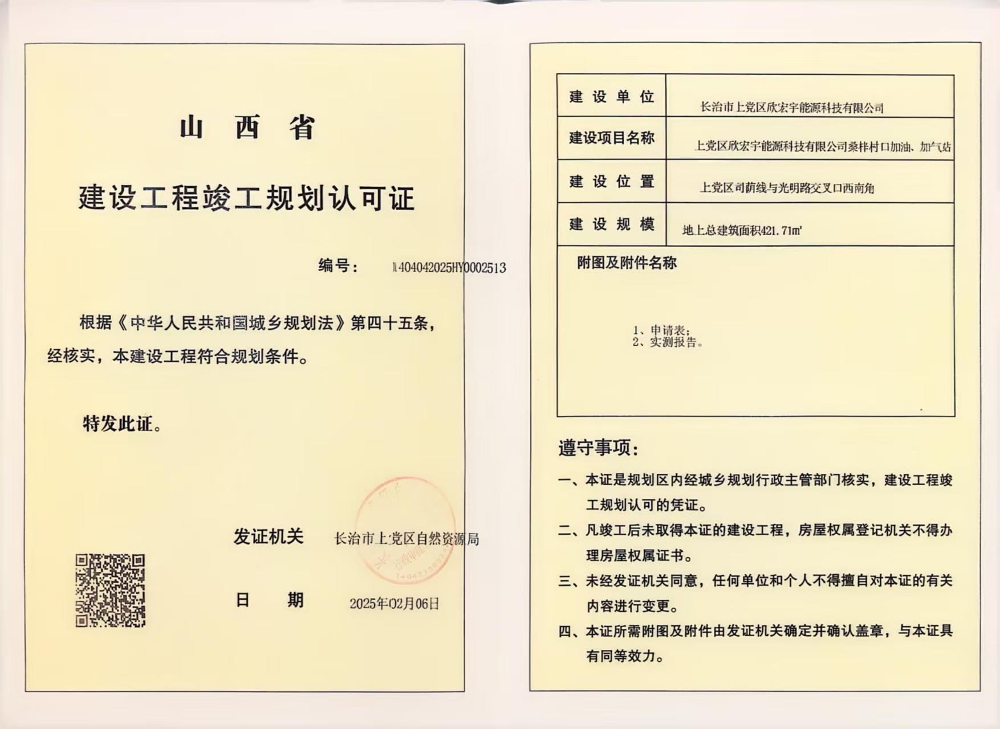 山西省
建设工程竣工规划认可证
编号： 1404042025HY0002513
根据《中华人民共和国城乡规划法》第四十五条，
经核实，本建设工程符合规划条件。
特发此证。
发证机关 长治市上党区自然资源局
日期 2025年02月06日
建设单位 长治市上党区欣宏宇能源科技有限公司
建设项目名称 上党区欣宏宇能源科技有限公司桑梓村口加油、加气站
建设位置 上党区司荫线与光明路交叉口西南角
建设规模 地上总建筑面积421.71㎡
附图及附件名称
1、申请表；
2、实测报告。
遵守事项：
一、本证是规划区内经城乡规划行政主管部门核实，建设工程竣
工规划认可的凭证。
二、凡竣工后未取得本证的建设工程，房屋权属登记机关不得办
理房屋权属证书。
三、未经发证机关同意，任何单位和个人不得擅自对本证的有关
内容进行变更。
四、本证所需附图及附件由发证机关确定并确认盖章，与本证具
有同等效力。